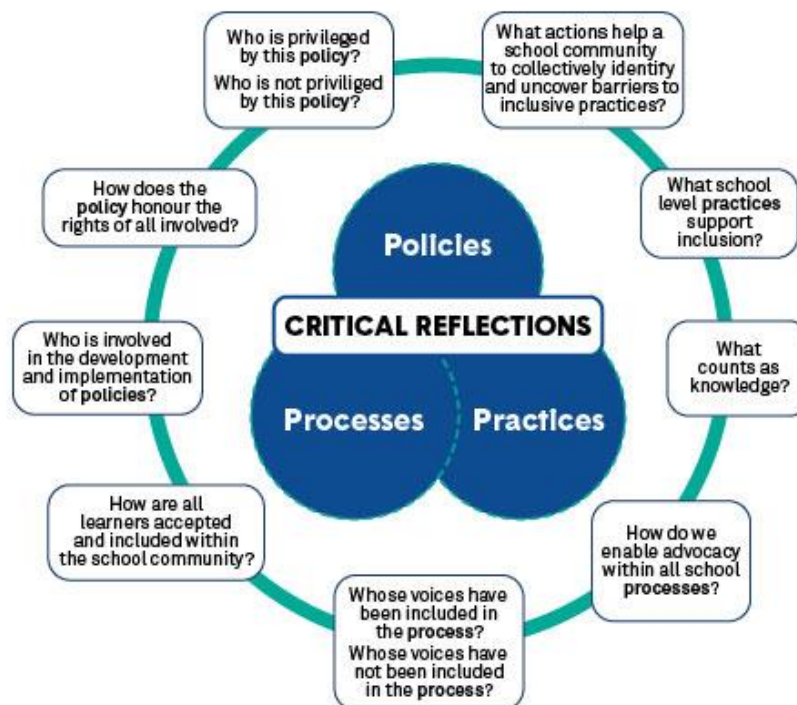 Who is privileged
by this policy?
Who is not priviliged
by this policy?
What actions help a
school community
to collectively identify
and uncover barriers to
inclusive practices?
How does the
policy honour the
rights of all involved?
What school
level practices
support
inclusion?
Policies
CRITICAL REFLECTIONS
Processes
Practices
Who is involved
in the development
and implementation
of policies?
What
counts as
knowledge?
How are all
learners accepted
and included within
the school community?
How do we
enable advocacy
within all school
processes?
Whose voices have
been included in
the process?
Whose voices have
not been included
in the process?